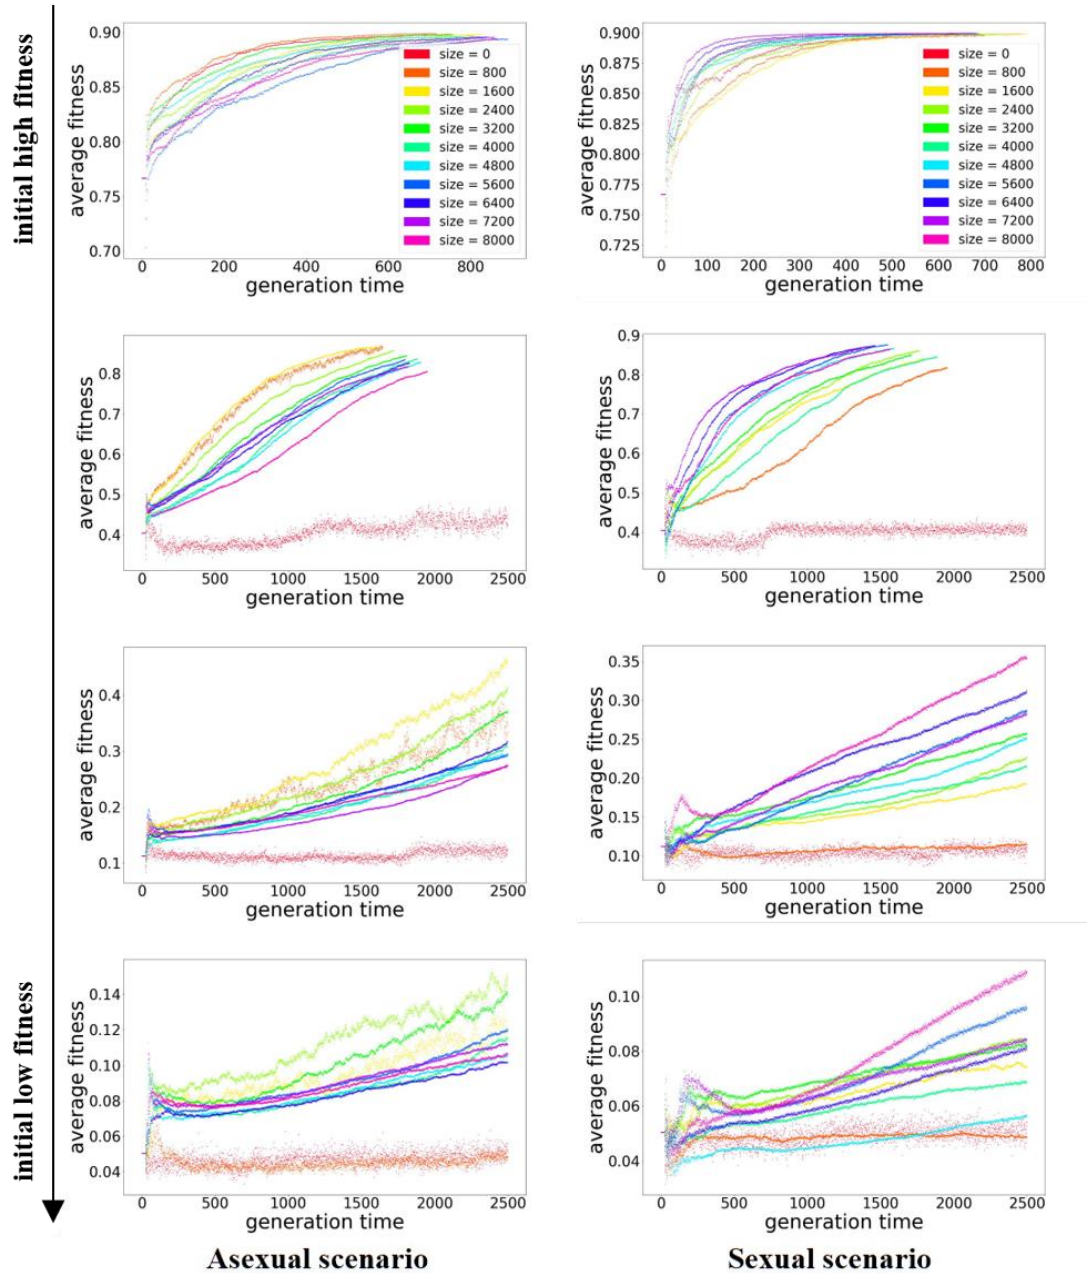 initial high fitness
average fitness
0.90
0.85
0.80
0.75
0.70
size = 0
size = 800
size = 1600
size = 2400
size = 3200
size = 4000
size = 4800
size = 5600
size = 6400
size = 7200
size = 8000
0 200 400 600 800
generation time
average fitness
0.900
0.875
0.850
0.825
0.800
0.775
0.750
0.725
size = 0
size = 800
size = 1600
size = 2400
size = 3200
size = 4000
size = 4800
size = 5600
size = 6400
size = 7200
size = 8000
0 100 200 300 400 500 600 700 800
generation time
average fitness
0.8
0.7
0.6
0.5
0.4
0 500 1000 1500 2000 2500
generation time
average fitness
0.9
0.8
0.7
0.6
0.5
0.4
0 500 1000 1500 2000 2500
generation time
average fitness
0.4
0.3
0.2
0.1
0 500 1000 1500 2000 2500
generation time
average fitness
0.35
0.30
0.25
0.20
0.15
0.10
0 500 1000 1500 2000 2500
generation time
initial low fitness
average fitness
0.14
0.12
0.10
0.08
0.06
0.04
0 500 1000 1500 2000 2500
generation time
average fitness
0.10
0.08
0.06
0.04
0 500 1000 1500 2000 2500
generation time
Asexual scenario
Sexual scenario